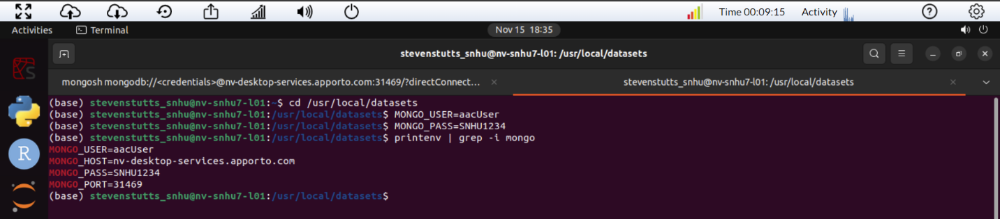 Time 00:09:15 Activity
Activities Terminal Nov 15 18:35
stevenstutts_snhu@nv-snhu7-l01: /usr/local/datasets
mongosh mongodb://<credentials>@nv-desktop-services.apporto.com:31469/?directConnect... × stevenstutts_snhu@nv-snhu7-l01: /usr/local/datasets ×
(base) stevenstutts_snhu@nv-snhu7-l01:~$ cd /usr/local/datasets
(base) stevenstutts_snhu@nv-snhu7-l01:/usr/local/datasets$ MONGO_USER=aacUser
(base) stevenstutts_snhu@nv-snhu7-l01:/usr/local/datasets$ MONGO_PASS=SNHU1234
(base) stevenstutts_snhu@nv-snhu7-l01:/usr/local/datasets$ printenv | grep -i mongo
MONGO_USER=aacUser
MONGO_HOST=nv-desktop-services.apporto.com
MONGO_PASS=SNHU1234
MONGO_PORT=31469
(base) stevenstutts_snhu@nv-snhu7-l01:/usr/local/datasets$